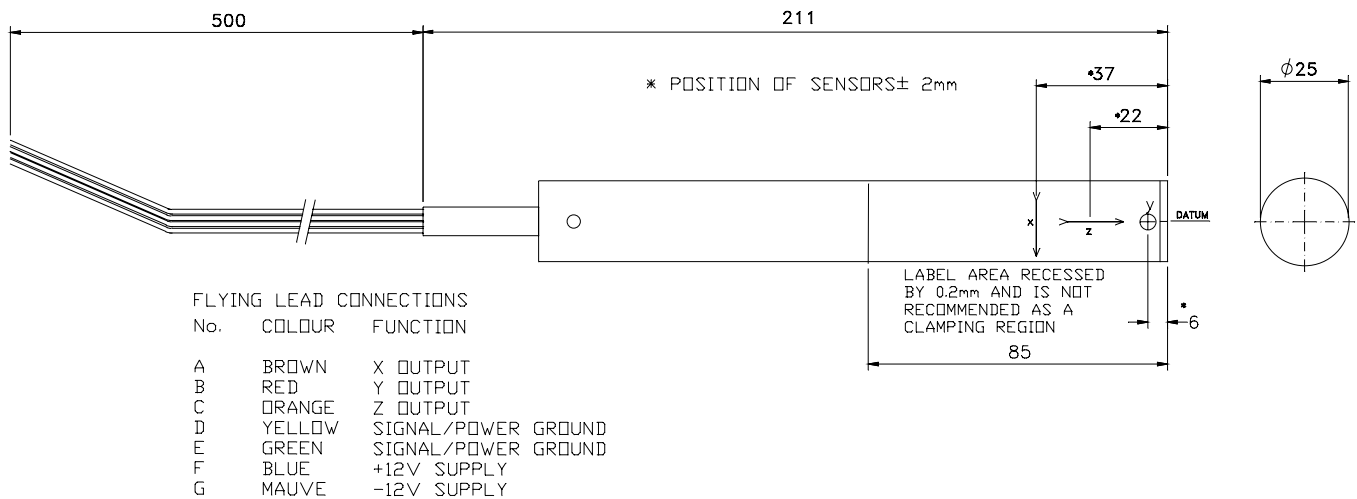 500
211
* POSITION OF SENSORS± 2mm
*37
ϕ25
*22
y
x
z
DATUM
LABEL AREA RECESSED
BY 0.2mm AND IS NOT
RECOMMENDED AS A
CLAMPING REGION
*
6
85
FLYING LEAD CONNECTIONS
No. COLOUR FUNCTION
A BROWN X OUTPUT
B RED Y OUTPUT
C ORANGE Z OUTPUT
D YELLOW SIGNAL/POWER GROUND
E GREEN SIGNAL/POWER GROUND
F BLUE +12V SUPPLY
G MAUVE -12V SUPPLY